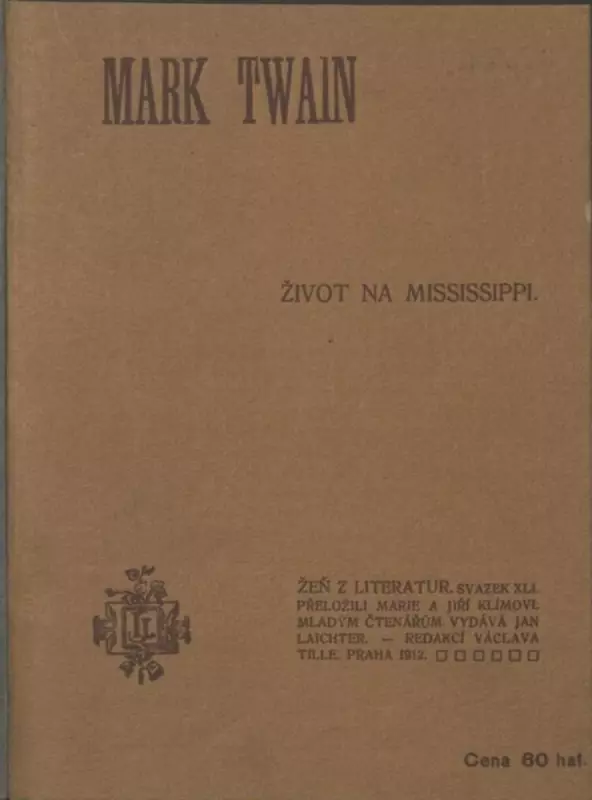 MARK TWAIN
ŽIVOT NA MISSISSIPPI.
ŽEŇ Z LITERATUR. SVAZEK XLI.
PŘELOŽILI MARIE A JIŘÍ KLÍMOVI.
MLADÝM ČTENÁŘŮM VYDÁVÁ JAN
LAICHTER. — REDAKCÍ VÁCLAVA
TILLE. PRAHA 1912.
Cena 60 hal.